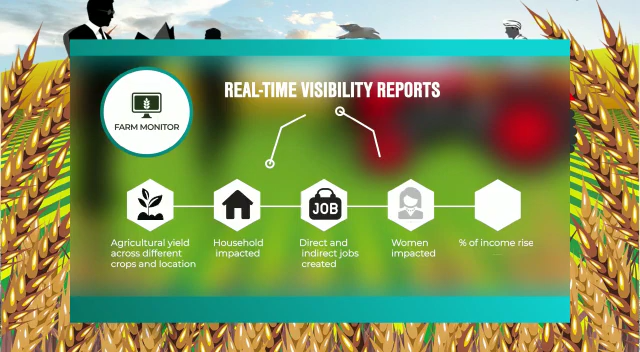 REAL-TIME VISIBILITY REPORTS
FARM MONITOR
JOB
Agricultural yield
across different
crops and location
Household
impacted
Direct and
indirect jobs
created
Women
impacted
% of income rise